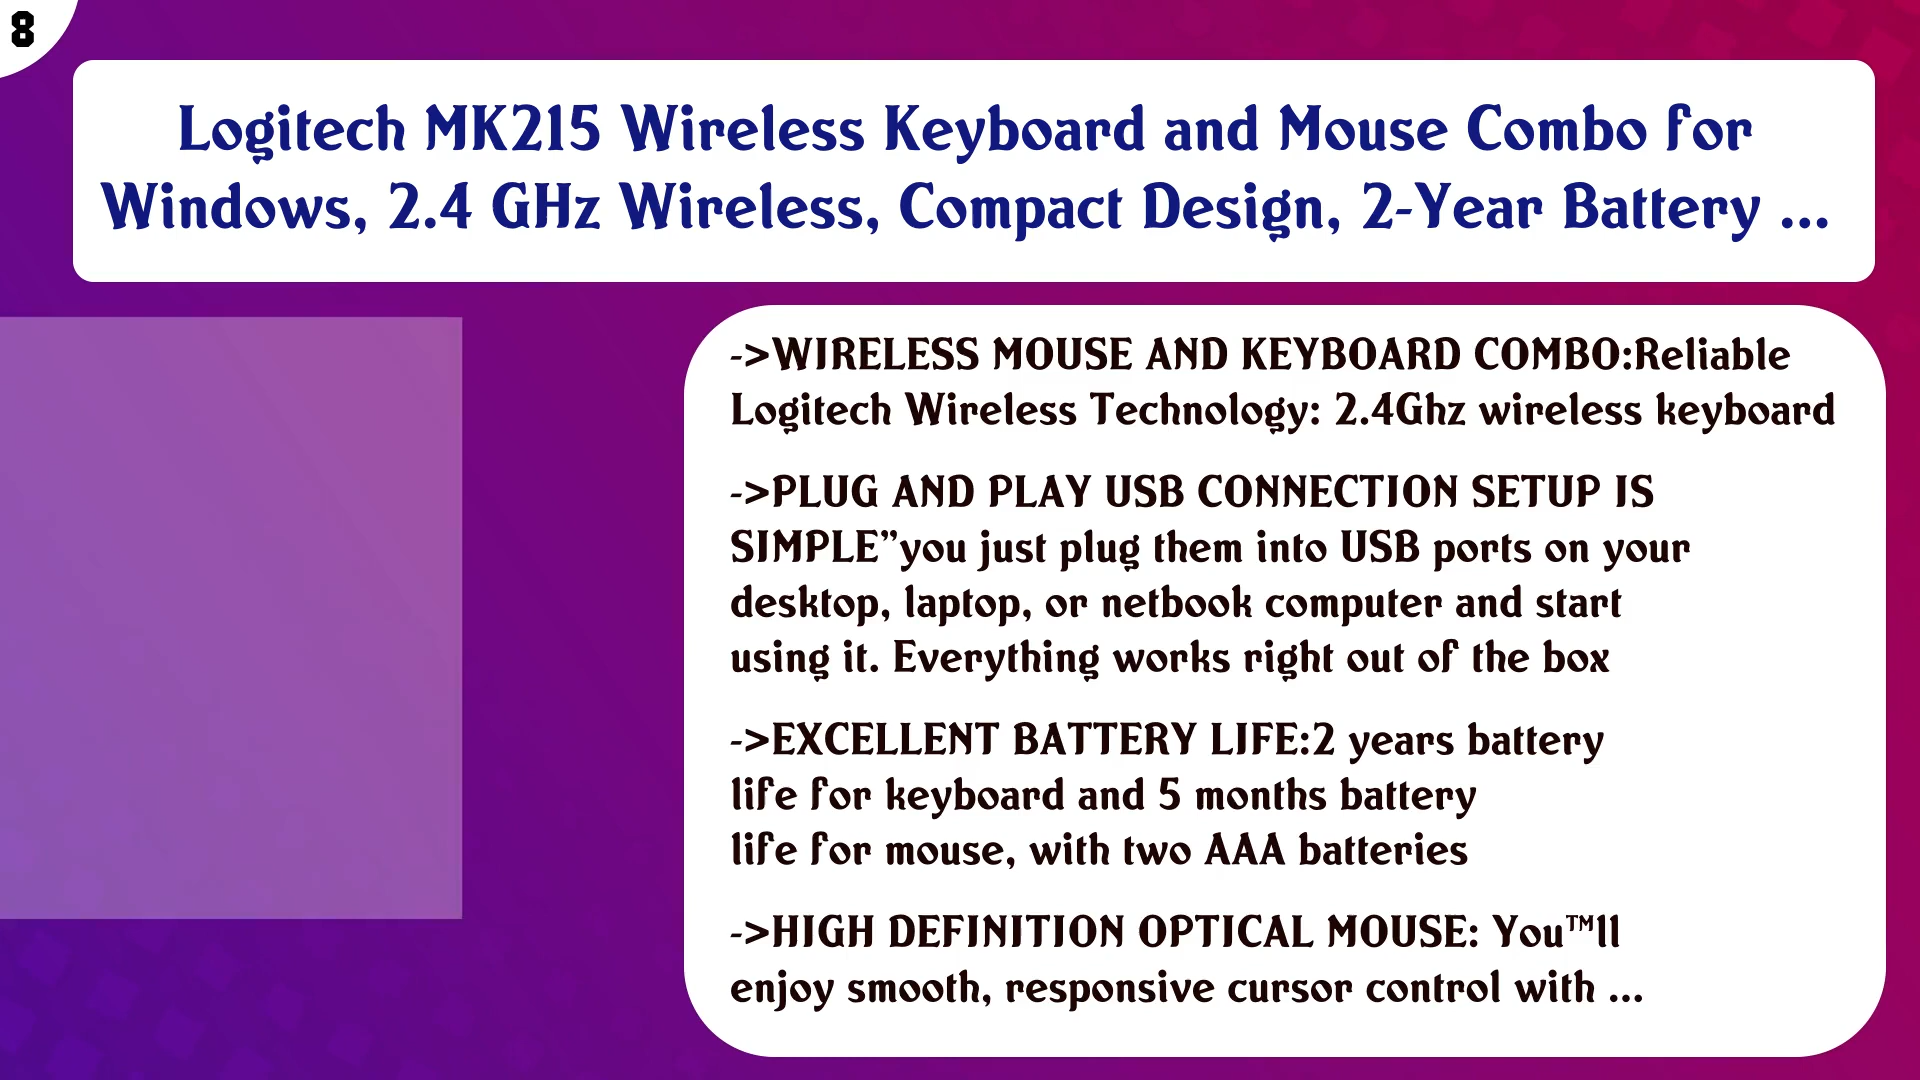 8
Logitech MK215 Wireless Keyboard and Mouse Combo for
Windows, 2.4 GHz Wireless, Compact Design, 2-Year Battery ...
->WIRELESS MOUSE AND KEYBOARD COMBO:Reliable
Logitech Wireless Technology: 2.4Ghz wireless keyboard
->PLUG AND PLAY USB CONNECTION SETUP IS
SIMPLE”you just plug them into USB ports on your
desktop, laptop, or netbook computer and start
using it. Everything works right out of the box
->EXCELLENT BATTERY LIFE:2 years battery
life for keyboard and 5 months battery
life for mouse, with two AAA batteries
->HIGH DEFINITION OPTICAL MOUSE: You™ll
enjoy smooth, responsive cursor control with ...